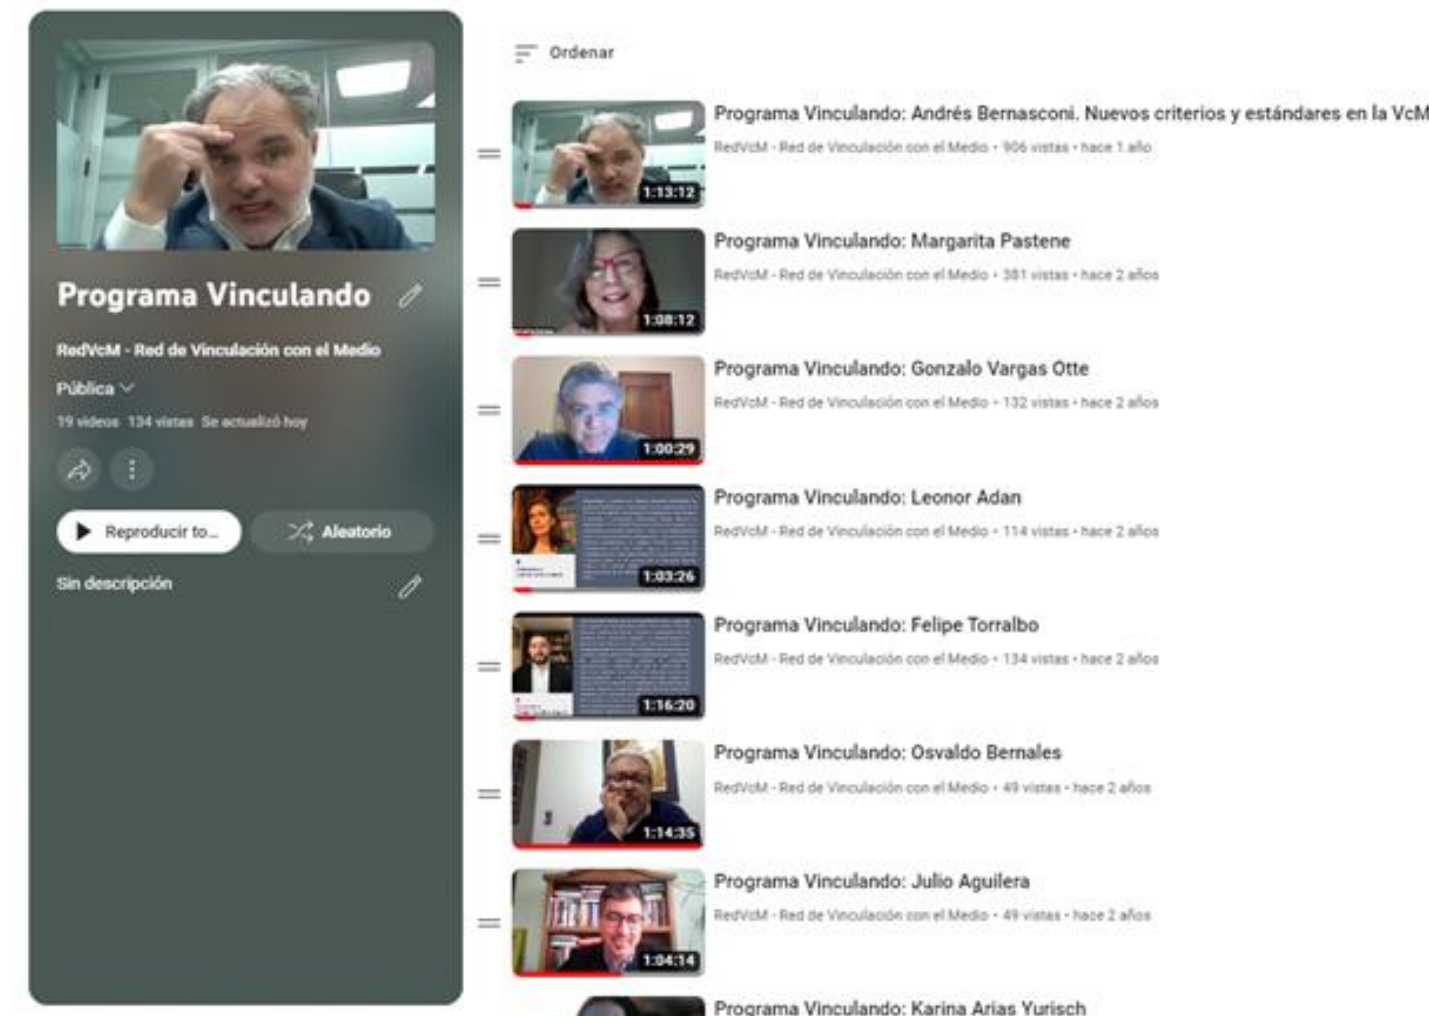 Programa Vinculando
RedVcM - Red de Vinculación con el Medio
Pública
19 videos 134 vistas Se actualizó hoy
Reproducir to...
Aleatorio
Sin descripción
Ordenar
Programa Vinculando: Andrés Bernasconi. Nuevos criterios y estándares en la VcM
RedVcM - Red de Vinculación con el Medio • 906 vistas • hace 1 año
1:13:12
Programa Vinculando: Margarita Pastene
RedVcM - Red de Vinculación con el Medio • 381 vistas • hace 2 años
1:08:12
Programa Vinculando: Gonzalo Vargas Otte
RedVcM - Red de Vinculación con el Medio • 132 vistas • hace 2 años
1:00:29
Programa Vinculando: Leonor Adan
RedVcM - Red de Vinculación con el Medio • 114 vistas • hace 2 años
1:03:26
Programa Vinculando: Felipe Torralbo
RedVcM - Red de Vinculación con el Medio • 134 vistas • hace 2 años
1:16:20
Programa Vinculando: Osvaldo Bernales
RedVcM - Red de Vinculación con el Medio • 49 vistas • hace 2 años
1:14:35
Programa Vinculando: Julio Aguilera
RedVcM - Red de Vinculación con el Medio • 49 vistas • hace 2 años
1:04:14
Programa Vinculando: Karina Arias Yurisch